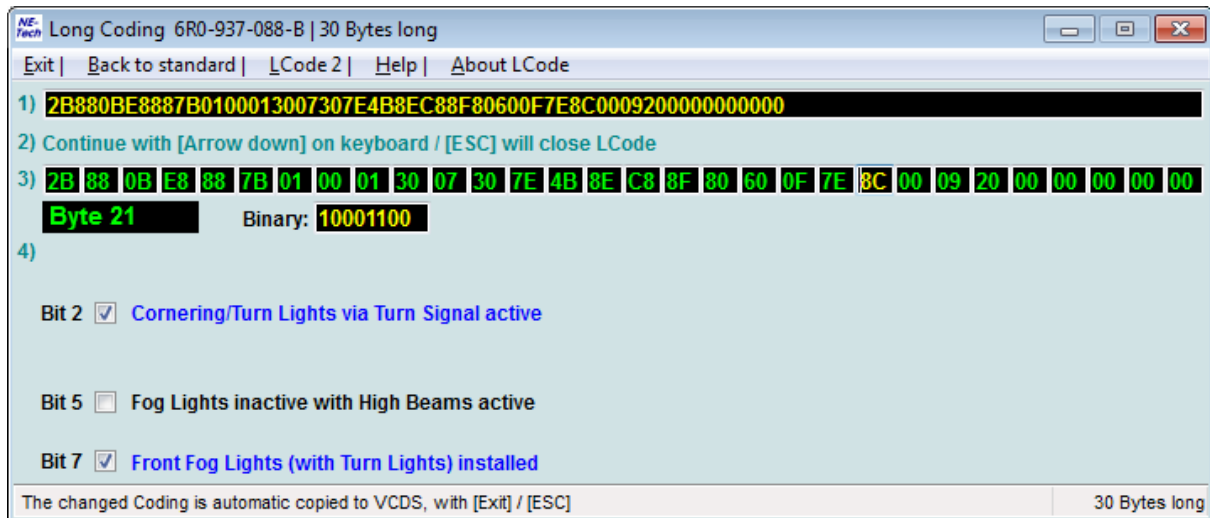 NE-Tech Long Coding 6R0-937-088-B | 30 Bytes long
Exit | Back to standard | LCode 2 | Help | About LCode
1) 2B880BE8887B0100013007307E4B8EC88F80600F7E8C0009200000000000
2) Continue with [Arrow down] on keyboard / [ESC] will close LCode
3) 2B 88 0B E8 88 7B 01 00 01 30 07 30 7E 4B 8E C8 8F 80 60 0F 7E 8C 00 09 20 00 00 00 00 00
Byte 21 Binary: 10001100
4)
Bit 2 Cornering/Turn Lights via Turn Signal active
Bit 5 Fog Lights inactive with High Beams active
Bit 7 Front Fog Lights (with Turn Lights) installed
The changed Coding is automatic copied to VCDS, with [Exit] / [ESC] 30 Bytes long